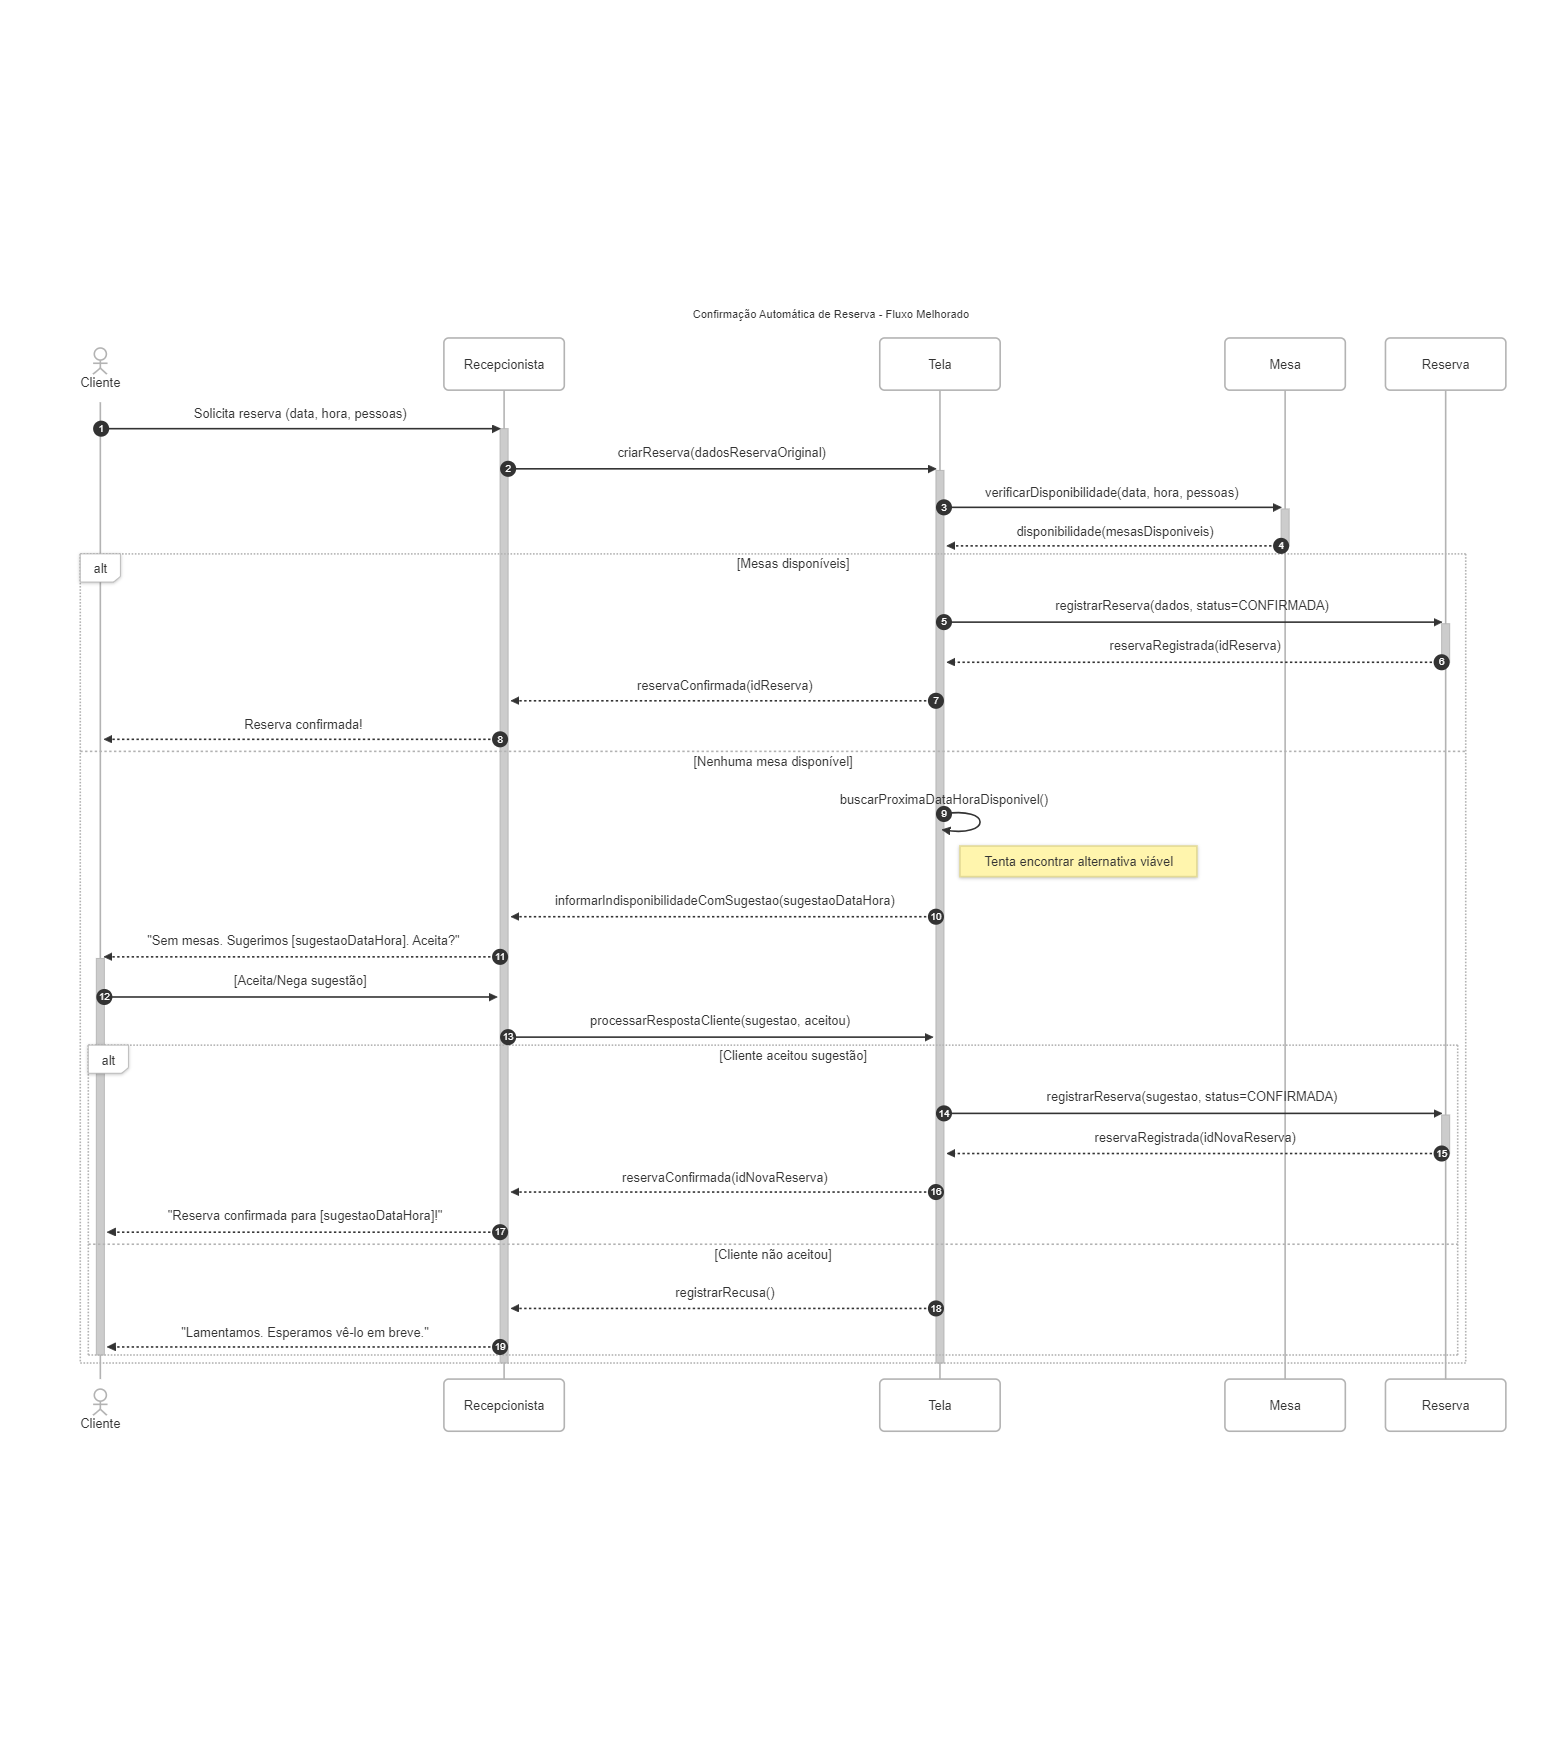 Confirmação Automática de Reserva - Fluxo Melhorado
Cliente
Recepcionista
Tela
Mesa
Reserva
Solicita reserva (data, hora, pessoas)
1
criarReserva(dadosReservaOriginal)
2
verificarDisponibilidade(data, hora, pessoas)
3
disponibilidade(mesasDisponiveis)
4
alt
[Mesas disponíveis]
registrarReserva(dados, status=CONFIRMADA)
5
reservaRegistrada(idReserva)
6
reservaConfirmada(idReserva)
7
Reserva confirmada!
8
[Nenhuma mesa disponível]
buscarProximaDataHoraDisponivel()
9
Tenta encontrar alternativa viável
informarIndisponibilidadeComSugestao(sugestaoDataHora)
10
"Sem mesas. Sugerimos [sugestaoDataHora]. Aceita?"
11
[Aceita/Nega sugestão]
12
processarRespostaCliente(sugestao, aceitou)
13
alt
[Cliente aceitou sugestão]
registrarReserva(sugestao, status=CONFIRMADA)
14
reservaRegistrada(idNovaReserva)
15
reservaConfirmada(idNovaReserva)
16
"Reserva confirmada para [sugestaoDataHora]!"
17
[Cliente não aceitou]
registrarRecusa()
18
"Lamentamos. Esperamos vê-lo em breve."
19
Cliente
Recepcionista
Tela
Mesa
Reserva